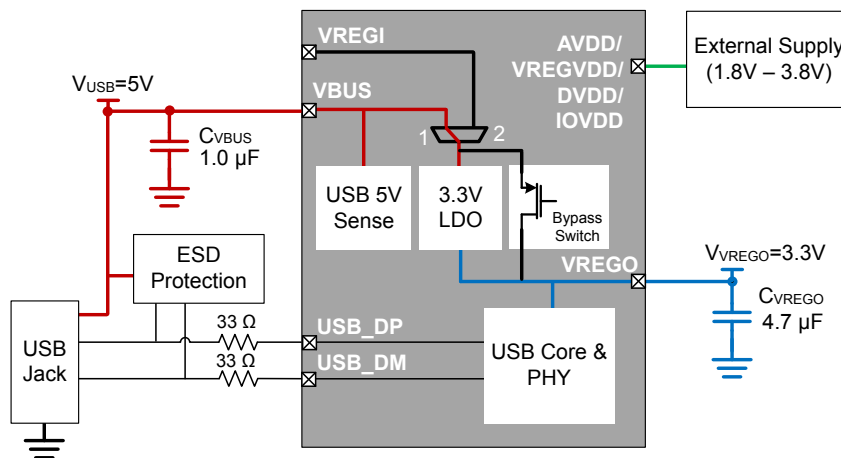 VREGI
AVDD/
VREGVDD/
DVDD/
IOVDD
External Supply
(1.8V – 3.8V)
VUSB=5V
VBUS
1
2
CVBUS
1.0 µF
USB 5V
Sense
3.3V
LDO
Bypass
Switch
ESD
Protection
VREGO
VVREGO=3.3V
CVREGO
4.7 µF
USB
Jack
33 Ω
33 Ω
USB_DP
USB_DM
USB Core &
PHY